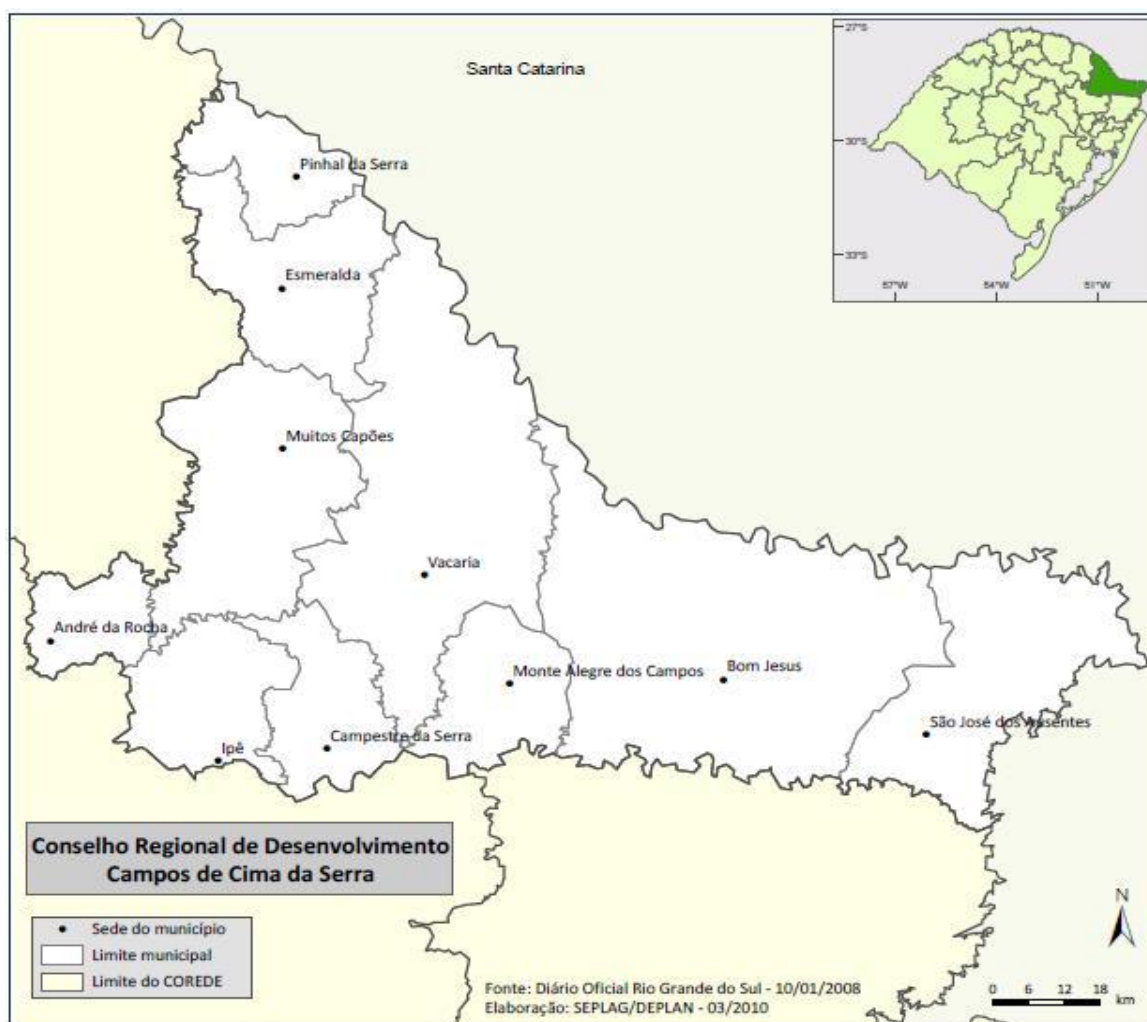 Santa Catarina
27°S
30°S
33°S
57°W
54°W
51°W
Pinhal da Serra
Esmeralda
Muitos Capões
Vacaria
André da Rocha
Monte Alegre dos Campos
Bom Jesus
São José dos Ausentes
Campestre da Serra
Ipê
Conselho Regional de Desenvolvimento
Campos de Cima da Serra
Sede do município
Limite municipal
Limite do COREDE
Fonte: Diário Oficial Rio Grande do Sul - 10/01/2008
Elaboração: SEPLAG/DEPLAN - 03/2010
N
0 6 12 18
km